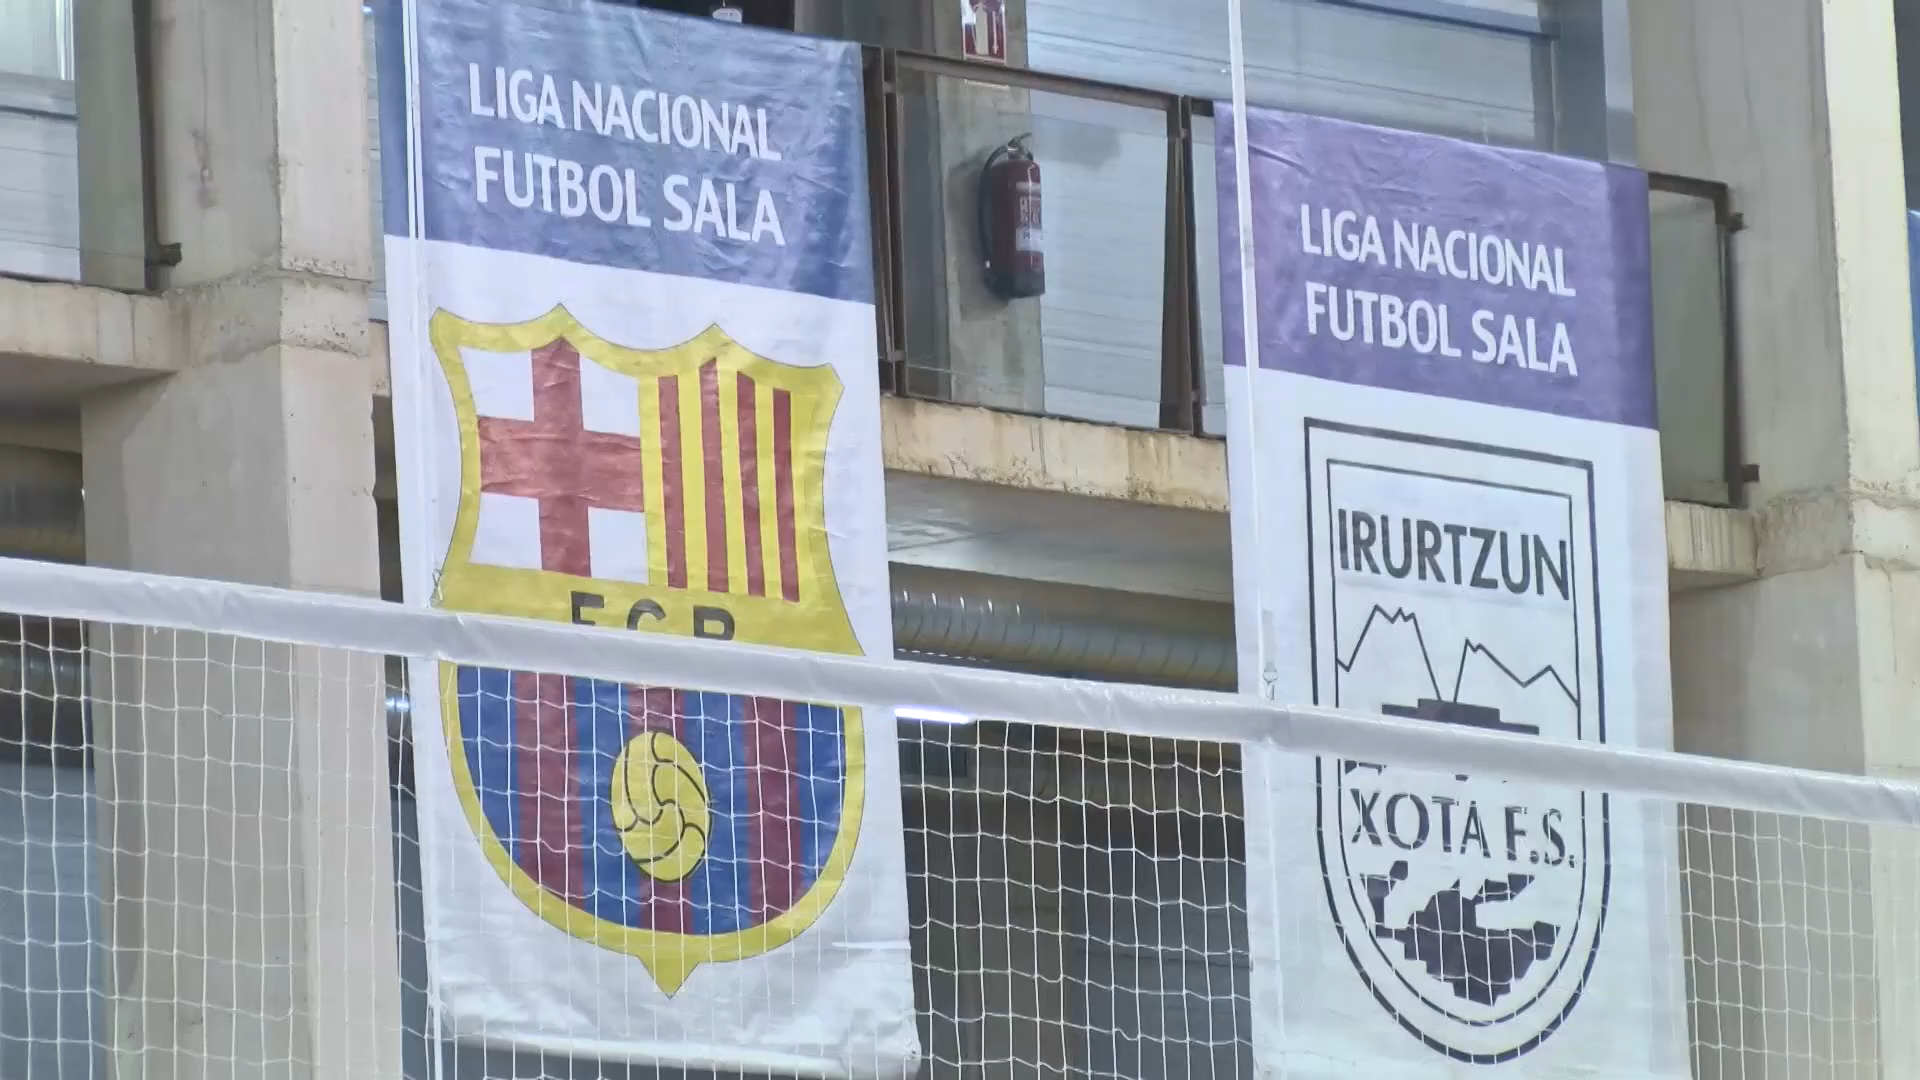 LIGA NACIONAL
FUTBOL SALA
F C B
LIGA NACIONAL
FUTBOL SALA
IRURTZUN
XOTA F.S.